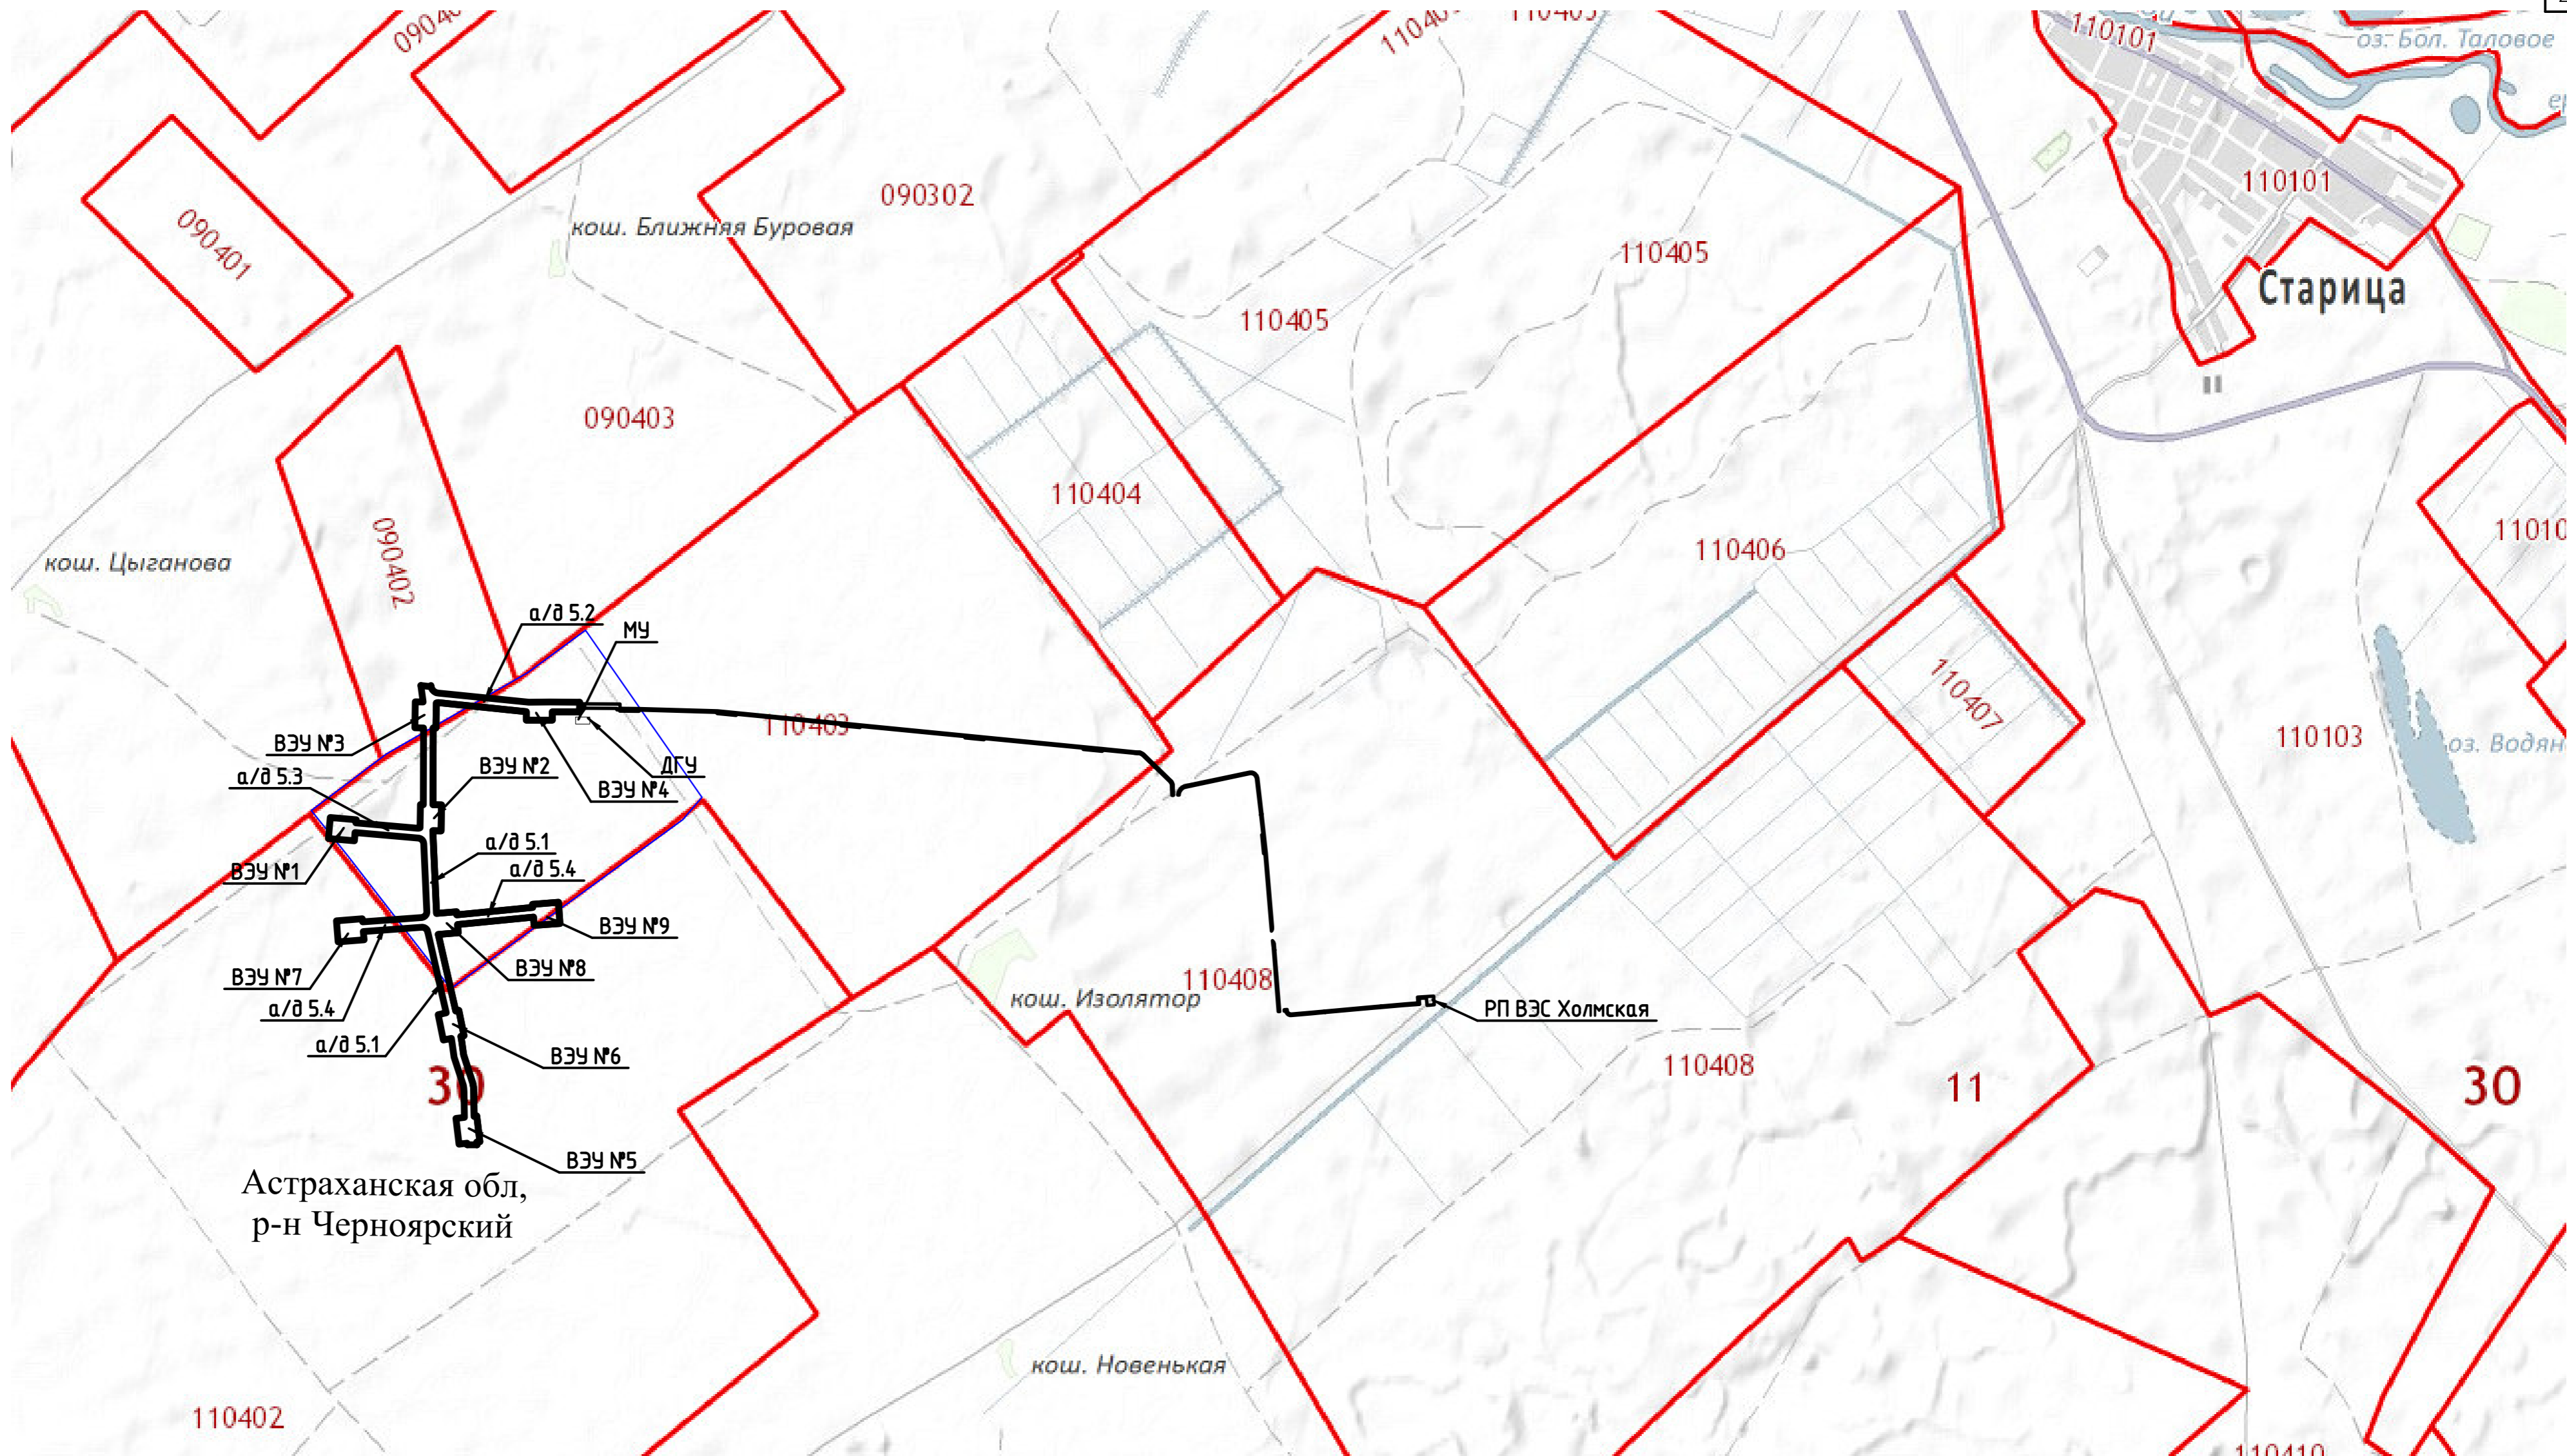 110101
оз. Бол. Таловое
090302
110101
090401
кош. Ближняя Буровая
110405
Старица
110405
090403
110404
110406
кош. Цыганова
090402
а/д 5.2
МУ
110407
110403
110103
ВЭУ №3
ВЭУ №2
ДГУ
а/д 5.3
ВЭУ №4
а/д 5.1
ВЭУ №1
а/д 5.4
ВЭУ №9
ВЭУ №7
ВЭУ №8
110408
кош. Изолятор
РП ВЭС Холмская
а/д 5.4
а/д 5.1
ВЭУ №6
110408
30
11
30
ВЭУ №5
Астраханская обл,
р-н Черноярский
кош. Новенькая
110402